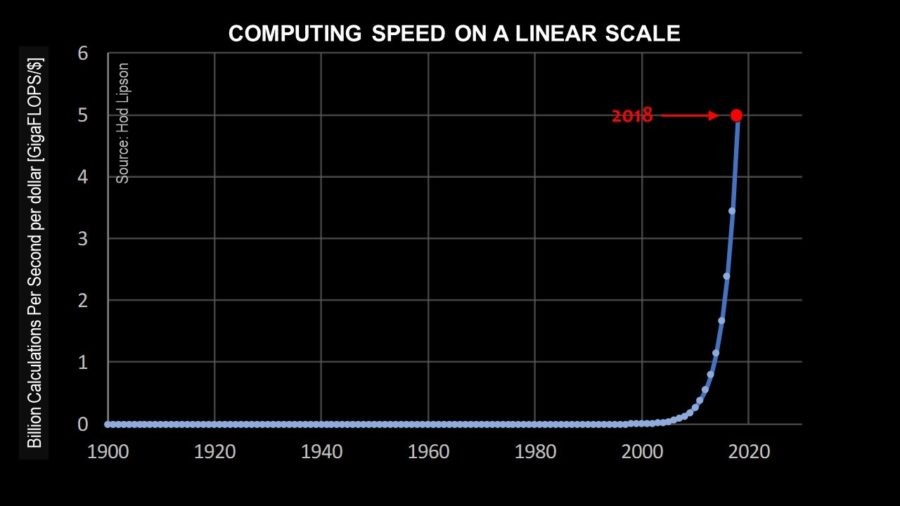 COMPUTING SPEED ON A LINEAR SCALE
Billion Calculations Per Second per dollar [GigaFLOPS/$]
Source: Hod Lipson
6
5
4
3
2
1
0
2018
1900 1920 1940 1960 1980 2000 2020